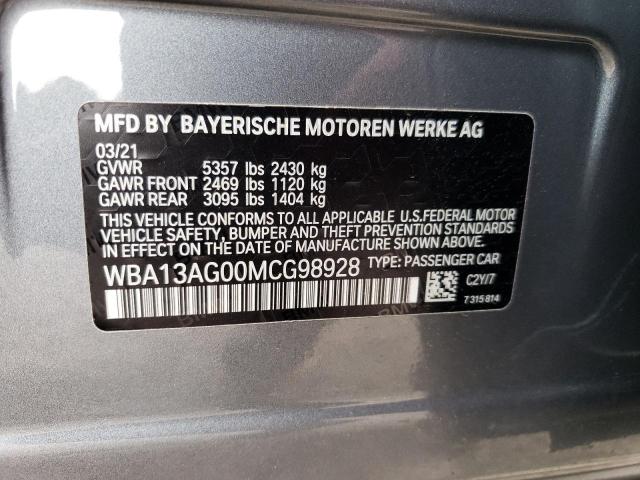 MFD BY BAYERISCHE MOTOREN WERKE AG
03/21
GVWR 5357 lbs 2430 kg
GAWR FRONT 2469 lbs 1120 kg
GAWR REAR 3095 lbs 1404 kg
THIS VEHICLE CONFORMS TO ALL APPLICABLE U.S.FEDERAL MOTOR
VEHICLE SAFETY, BUMPER AND THEFT PREVENTION STANDARDS
IN EFFECT ON THE DATE OF MANUFACTURE SHOWN ABOVE.
WBA13AG00MCG98928 TYPE: PASSENGER CAR
C2Y/7
7 315 814